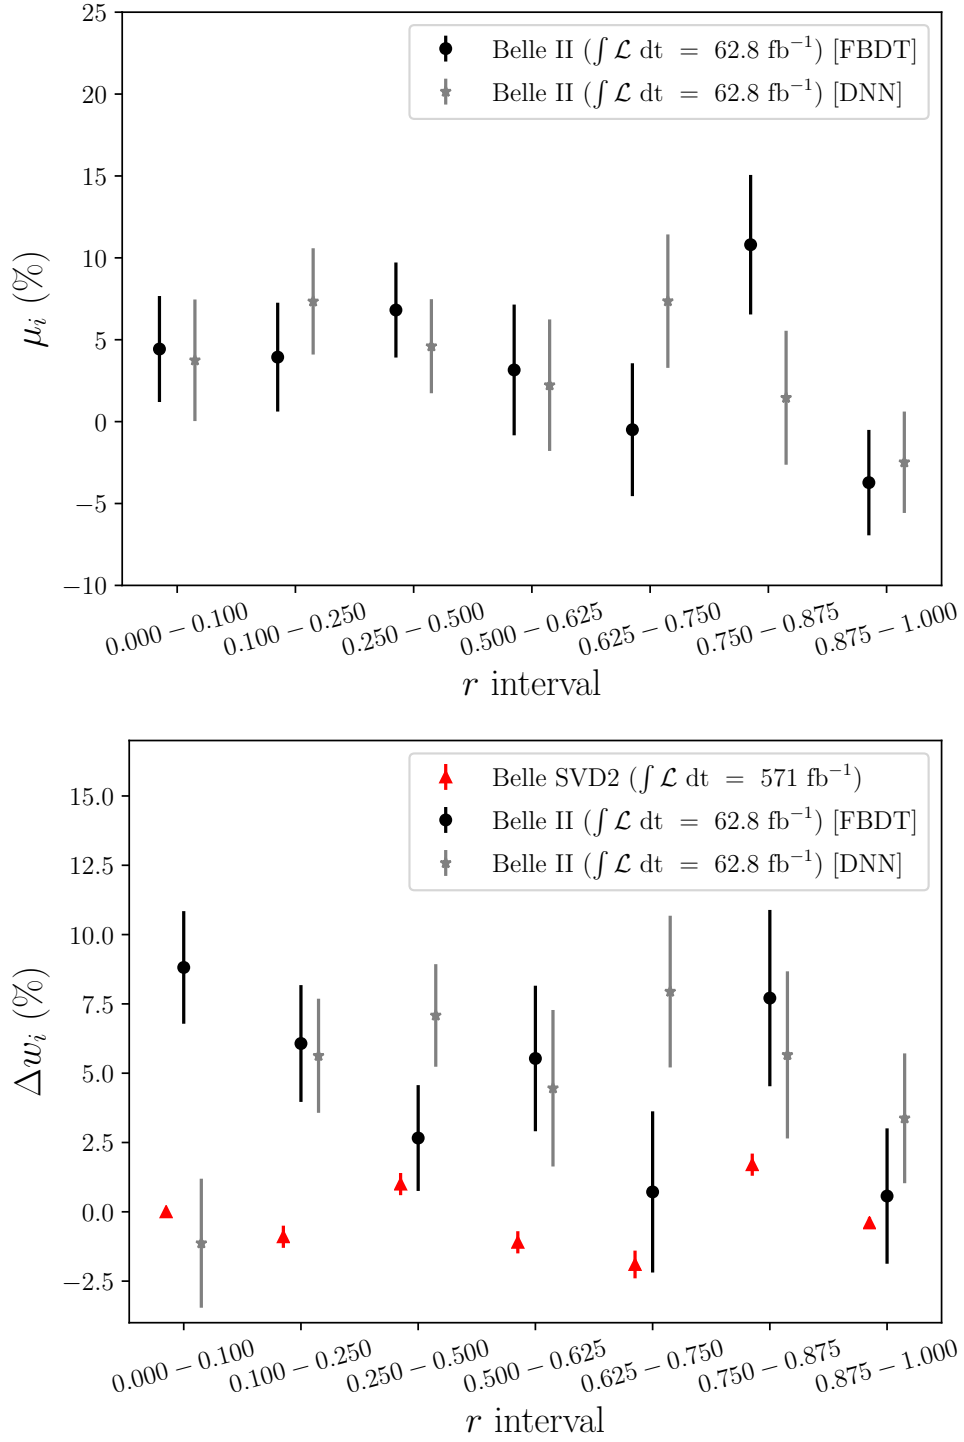 25
20
15
10
5
0
−5
−10
μ_i (%)
Belle II (∫ ℒ dt = 62.8 fb⁻¹) [FBDT]
Belle II (∫ ℒ dt = 62.8 fb⁻¹) [DNN]
0.000 − 0.100
0.100 − 0.250
0.250 − 0.500
0.500 − 0.625
0.625 − 0.750
0.750 − 0.875
0.875 − 1.000
r interval
15.0
12.5
10.0
7.5
5.0
2.5
0.0
−2.5
Δw_i (%)
Belle SVD2 (∫ ℒ dt = 571 fb⁻¹)
Belle II (∫ ℒ dt = 62.8 fb⁻¹) [FBDT]
Belle II (∫ ℒ dt = 62.8 fb⁻¹) [DNN]
0.000 − 0.100
0.100 − 0.250
0.250 − 0.500
0.500 − 0.625
0.625 − 0.750
0.750 − 0.875
0.875 − 1.000
r interval